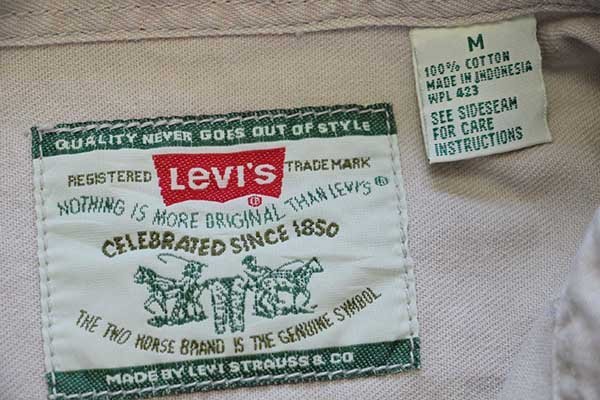 QUALITY NEVER GOES OUT OF STYLE
REGISTERED LEVI'S TRADEMARK
®
NOTHING IS MORE ORIGINAL THAN LEVI'S ®
CELEBRATED SINCE 1850
THE TWO HORSE BRAND IS THE GENUINE SYMBOL
MADE BY LEVI STRAUSS & CO
M
100% COTTON
MADE IN INDONESIA
WPL 423
SEE SIDESEAM
FOR CARE
INSTRUCTIONS